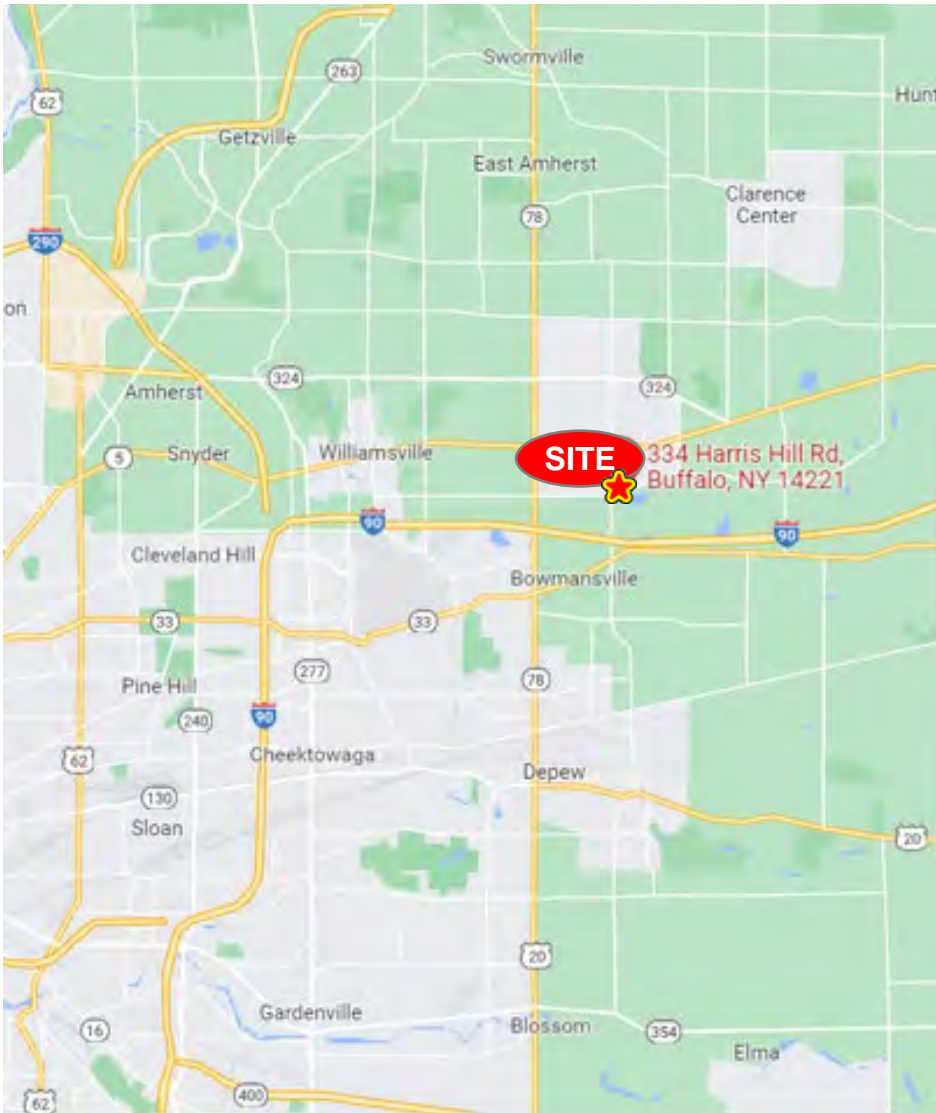 Swormville
263
62
Hunt
Getzville
East Amherst
Clarence
Center
78
290
on
324
324
Amherst
5
Snyder
Williamsville
SITE
334 Harris Hill Rd,
Buffalo, NY 14221
90
90
Cleveland Hill
Bowmansville
33
33
277
78
Pine Hill
240
90
62
Cheektowaga
Depew
130
Sloan
20
20
Gardenville
Blossom
16
354
Elma
400
62